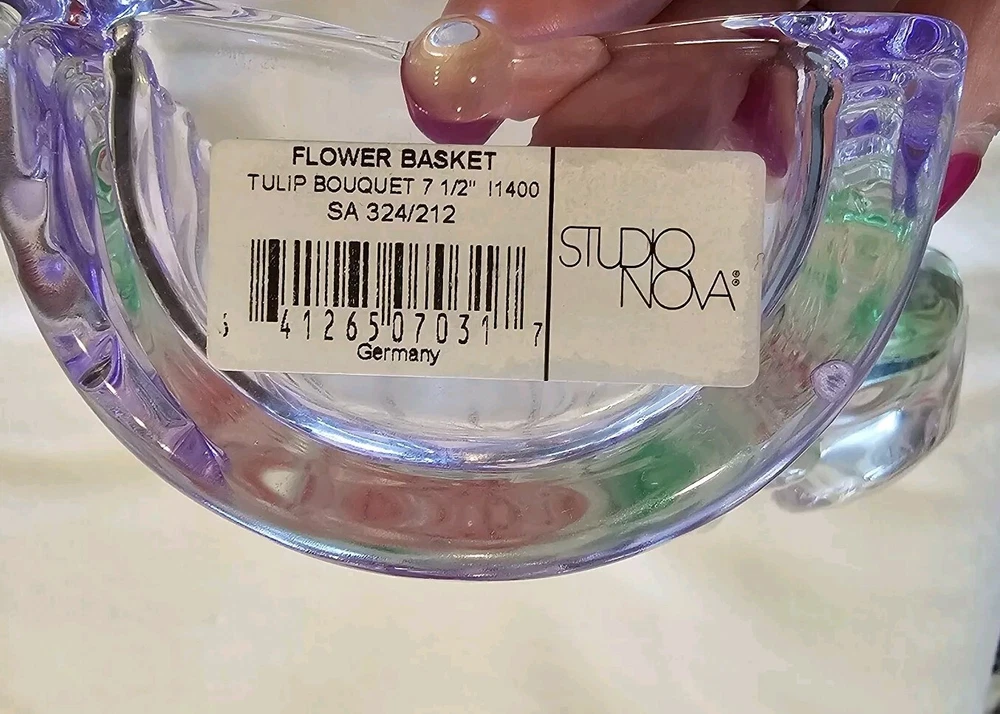 FLOWER BASKET
TULIP BOUQUET 7 1/2" I1400
SA 324/212
41265 07031 7
Germany
STUDIO
NOVA